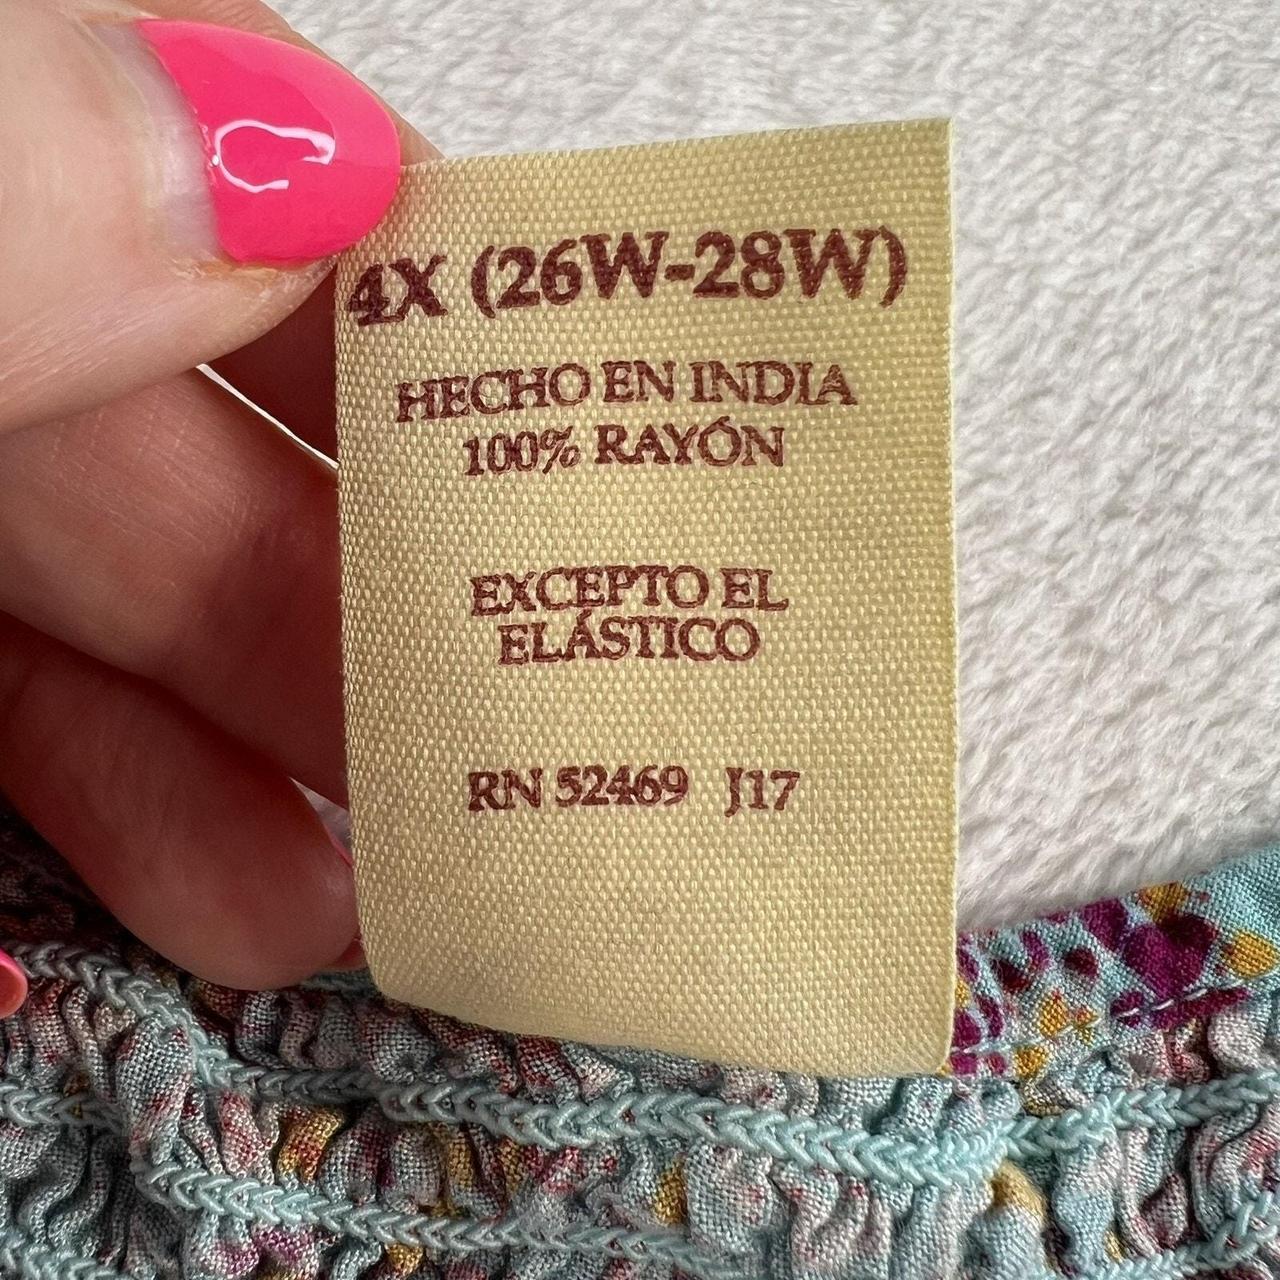 4X (26W-28W)
HECHO EN INDIA
100% RAYÓN
EXCEPTO EL
ELÁSTICO
RN 52469 J17